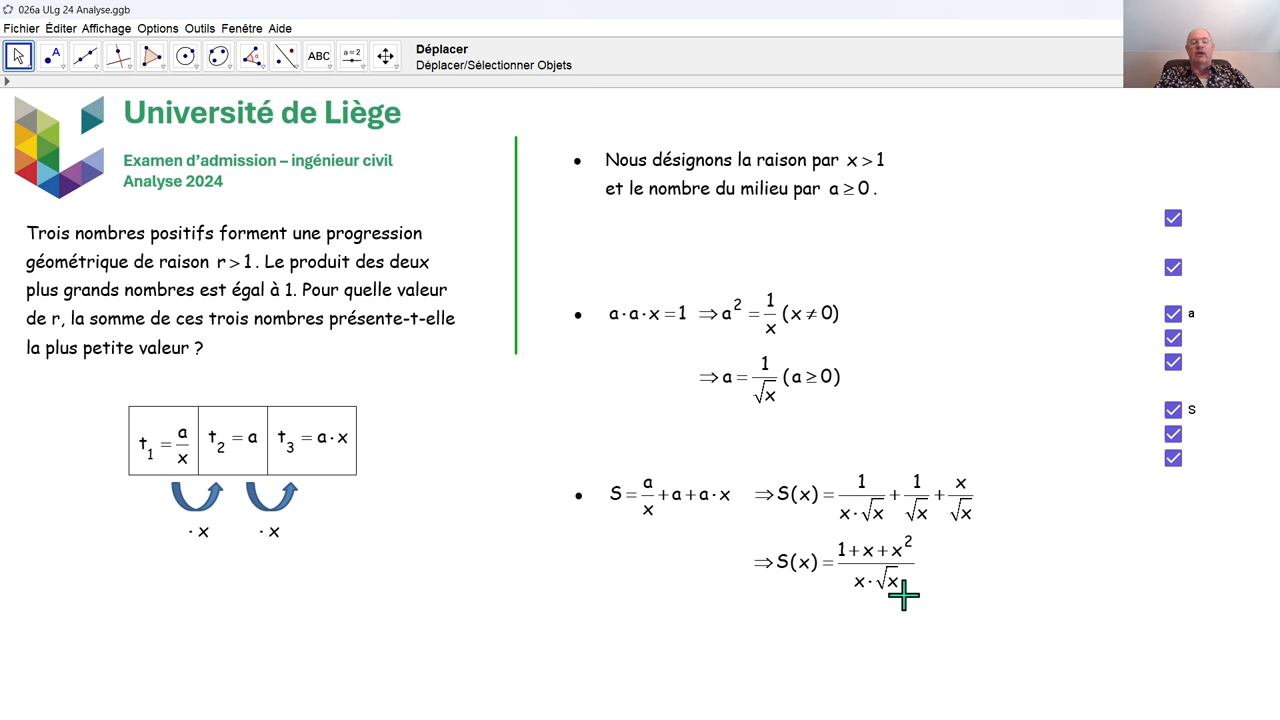 026a ULg 24 Analyse.ggb
Fichier Éditer Affichage Options Outils Fenêtre Aide
A
ABC
a=2
Déplacer
Déplacer/Sélectionner Objets
Université de Liège
Examen d'admission – ingénieur civil
Analyse 2024
Trois nombres positifs forment une progression
géométrique de raison r > 1. Le produit des deux
plus grands nombres est égal à 1. Pour quelle valeur
de r, la somme de ces trois nombres présente-t-elle
la plus petite valeur ?
t₁ = a/x t₂ = a t₃ = a·x
·x ·x
• Nous désignons la raison par x > 1
et le nombre du milieu par a ≥ 0.
• a·a·x = 1 ⇒ a² = 1/x (x ≠ 0)
⇒ a = 1/√x (a ≥ 0)
• S = a/x + a + a·x ⇒ S(x) = 1/(x·√x) + 1/√x + x/√x
⇒ S(x) = (1+x+x²)/(x·√x)
a
S